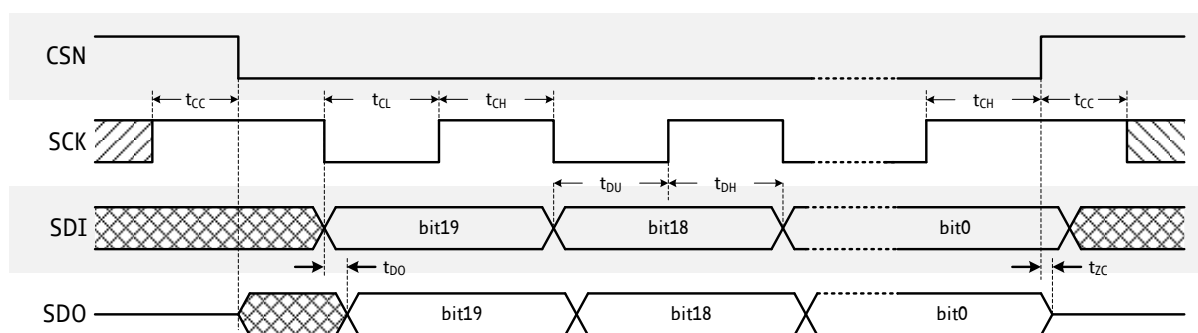 CSN
tCC tCL tCH tCH tCC
SCK
tDU tDH
SDI bit19 bit18 bit0
tDO tZC
SDO bit19 bit18 bit0